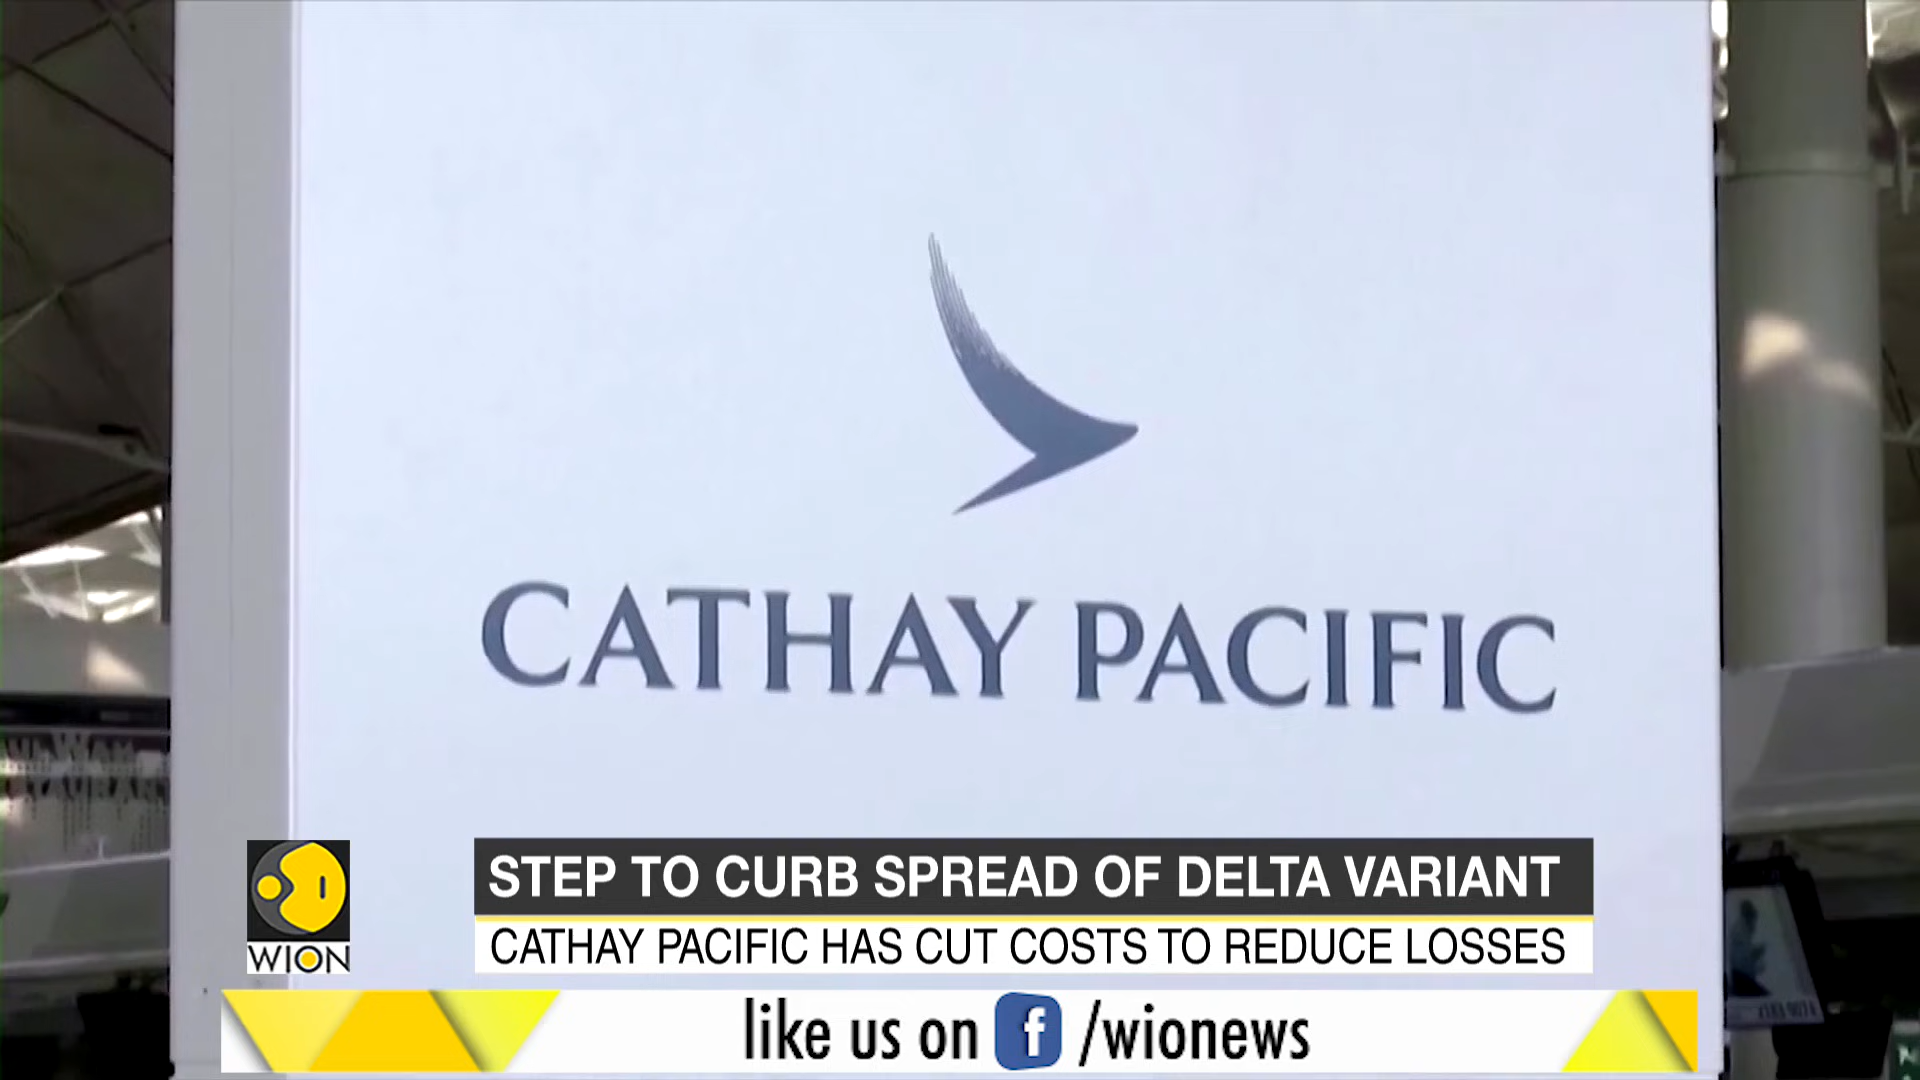 CATHAY PACIFIC
WION
STEP TO CURB SPREAD OF DELTA VARIANT
CATHAY PACIFIC HAS CUT COSTS TO REDUCE LOSSES
like us on f /wionews